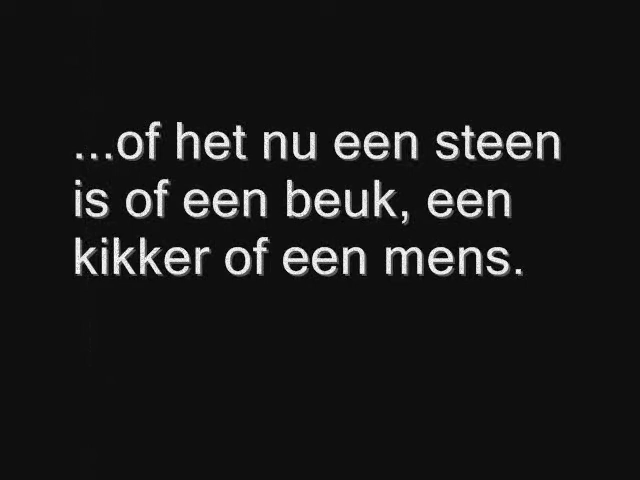 ...of het nu een steen
is of een beuk, een
kikker of een mens.